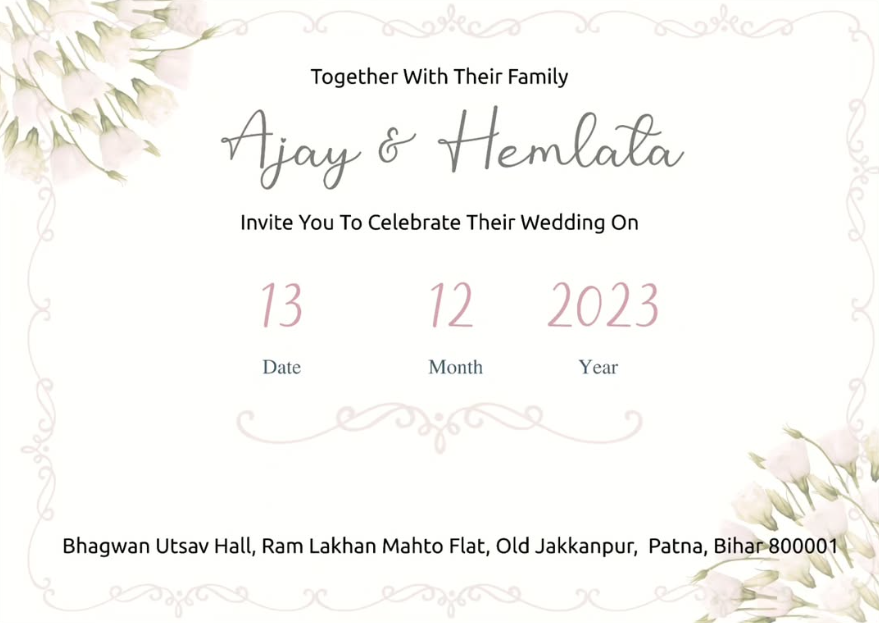 Together With Their Family
Ajay & Hemlata
Invite You To Celebrate Their Wedding On
13 12 2023
Date Month Year
Bhagwan Utsav Hall, Ram Lakhan Mahto Flat, Old Jakkanpur, Patna, Bihar 800001